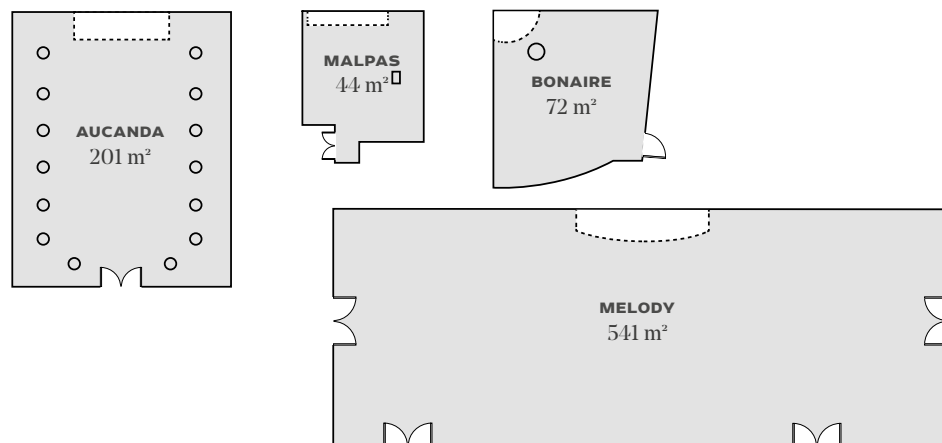 MALPAS
44 m²
BONAIRE
72 m²
AUCANDA
201 m²
MELODY
541 m²